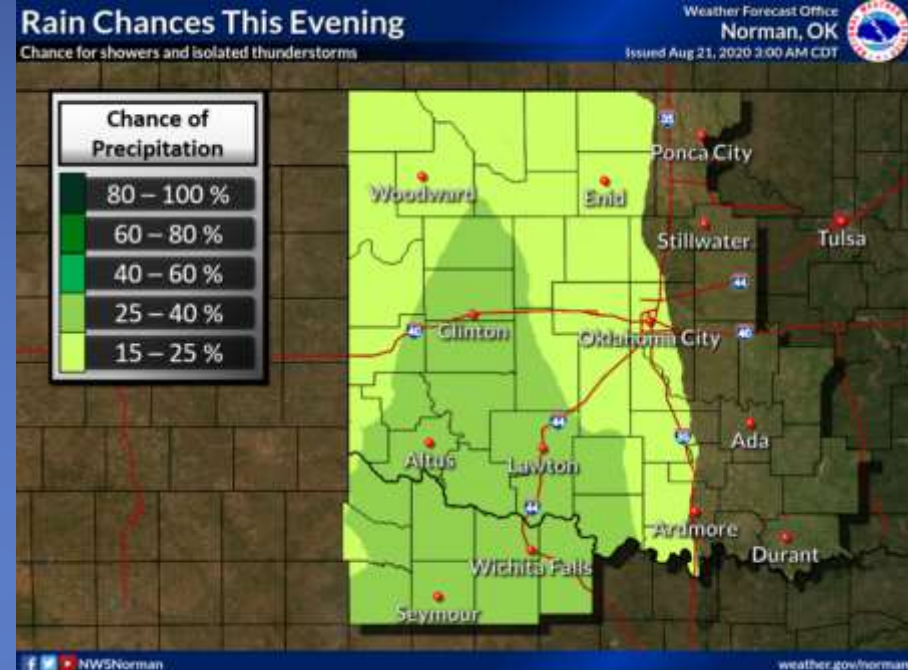 Rain Chances This Evening
Chance for showers and isolated thunderstorms
Weather Forecast Office
Norman, OK
Issued Aug 21, 2020 3:00 AM CDT
Chance of
Precipitation
80 – 100 %
60 – 80 %
40 – 60 %
25 – 40 %
15 – 25 %
35
Ponca City
Woodward
Enid
Stillwater
Tulsa
44
Clinton
40
Oklahoma City
40
44
35
Ada
Altus
Lawton
44
Ardmore
Durant
Wichita Falls
Seymour
NWSNorman
weather.gov/norman